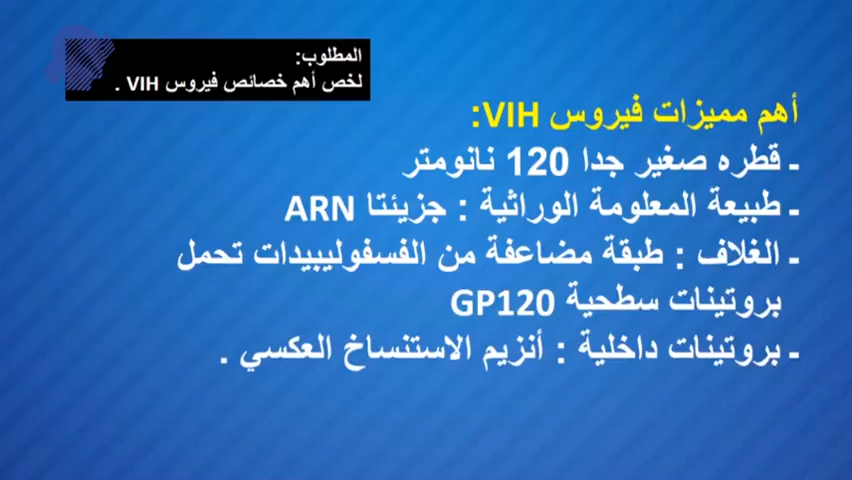 المطلوب:
لخص أهم خصائص فيروس VIH .
أهم مميزات فيروس VIH:
ـ قطره صغير جدا 120 نانومتر
ـ طبيعة المعلومة الوراثية : جزيئتا ARN
ـ الغلاف : طبقة مضاعفة من الفسفوليبيدات تحمل
بروتينات سطحية GP120
ـ بروتينات داخلية : أنزيم الاستنساخ العكسي .